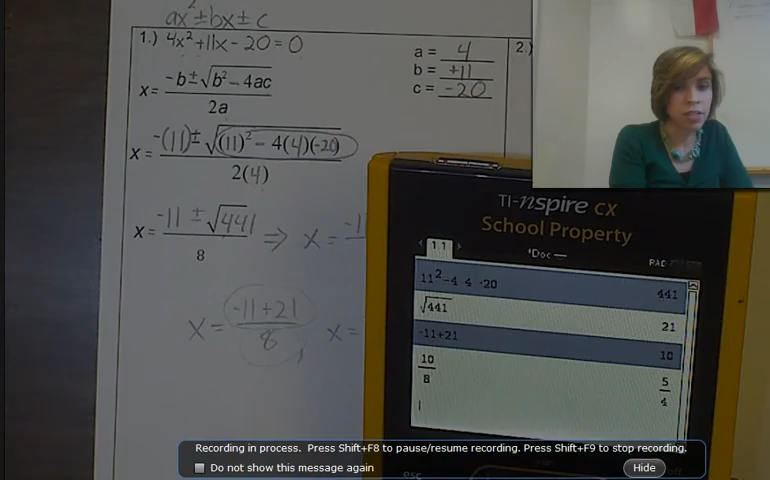 ax² ± bx ± c
1.) 4x² + 11x - 20 = 0
a = 4
2.)
b = +11
c = -20
x = -b ± √b² - 4ac / 2a
x = -(11) ± √(11)² - 4(4)(-20) / 2(4)
x = -11 ± √441 / 8 ⇒ x = -1
x = -11 + 21 / 8 , x =
TI-nspire cx
School Property
1.1
*Doc
RAD
11²-4 4 -20
441
√441
21
-11+21
10
10/8
5/4
esc
Recording in process. Press Shift+F8 to pause/resume recording. Press Shift+F9 to stop recording.
Do not show this message again
Hide